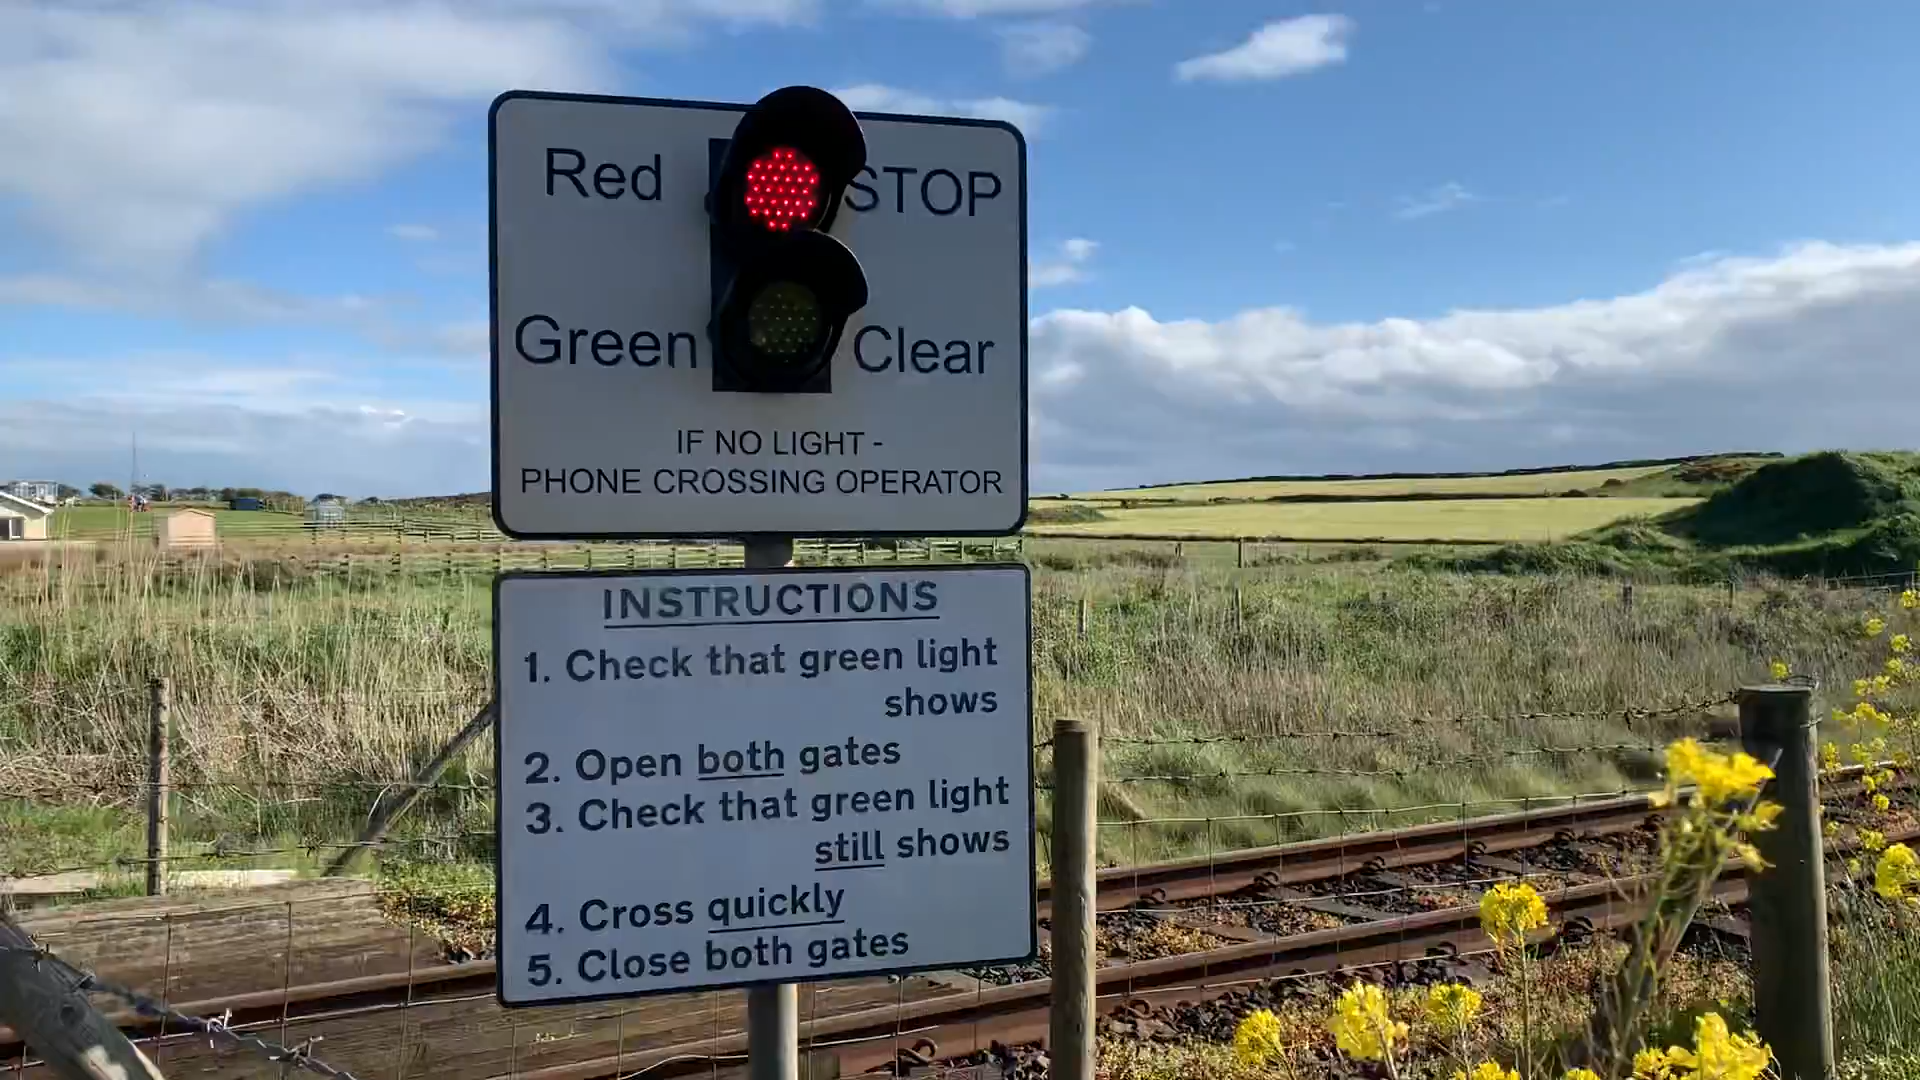 Red STOP
Green Clear
IF NO LIGHT -
PHONE CROSSING OPERATOR
INSTRUCTIONS
1. Check that green light
shows
2. Open both gates
3. Check that green light
still shows
4. Cross quickly
5. Close both gates